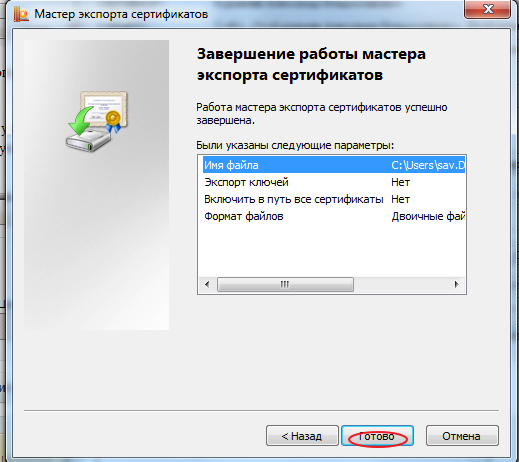 Мастер экспорта сертификатов
Завершение работы мастера
экспорта сертификатов
Работа мастера экспорта сертификатов успешно
завершена.
Были указаны следующие параметры:
Имя файла C:\Users\sav.D
Экспорт ключей Нет
Включить в путь все сертификаты Нет
Формат файлов Двоичные фай
< Назад Готово Отмена